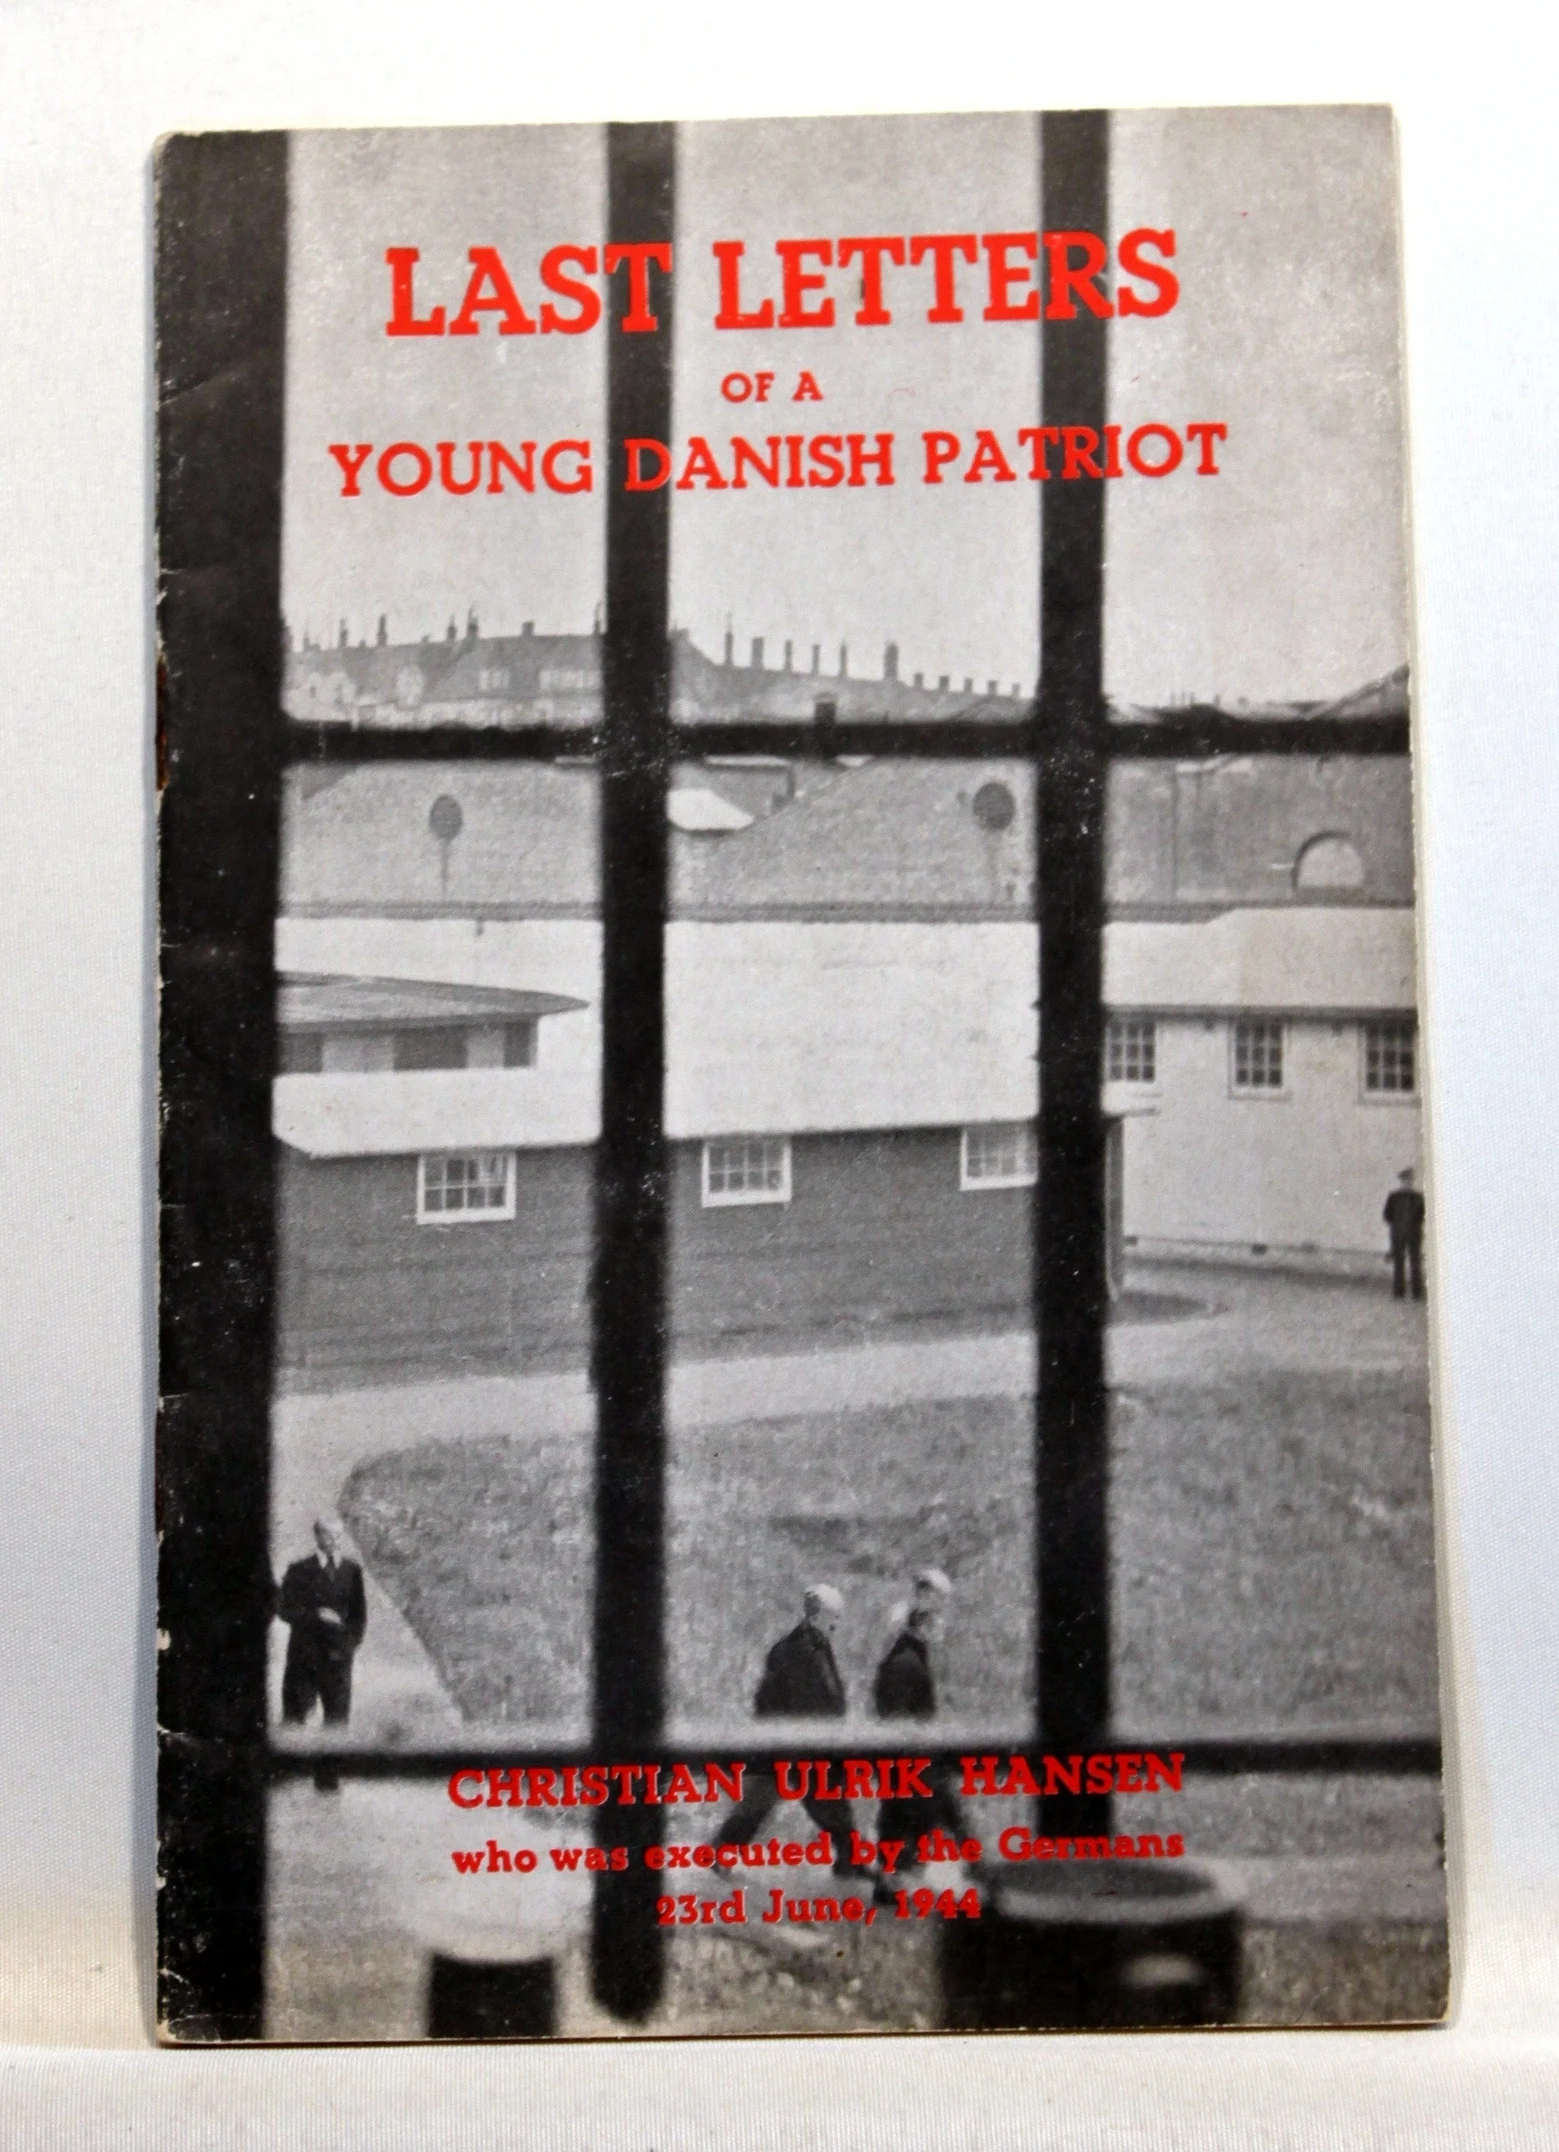 LAST LETTERS
OF A
YOUNG DANISH PATRIOT
CHRISTIAN ULRIK HANSEN
who was executed by the Germans
23rd June, 1944